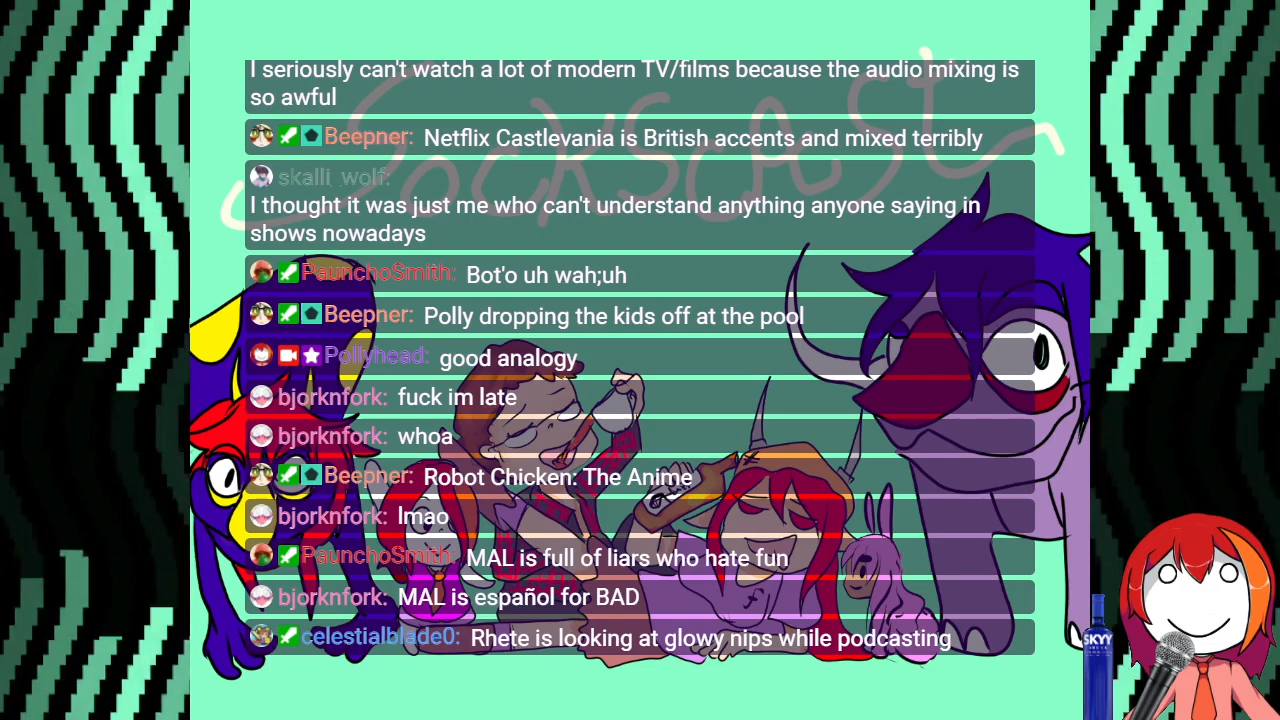 SocksCast
I seriously can't watch a lot of modern TV/films because the audio mixing is
so awful
Beepner: Netflix Castlevania is British accents and mixed terribly
skalli_wolf:
I thought it was just me who can't understand anything anyone saying in
shows nowadays
PaunchoSmith: Bot'o uh wah;uh
Beepner: Polly dropping the kids off at the pool
Pollyhead: good analogy
bjorknfork: fuck im late
bjorknfork: whoa
Beepner: Robot Chicken: The Anime
bjorknfork: lmao
PaunchoSmith: MAL is full of liars who hate fun
bjorknfork: MAL is español for BAD
celestialblade0: Rhete is looking at glowy nips while podcasting
SKYY